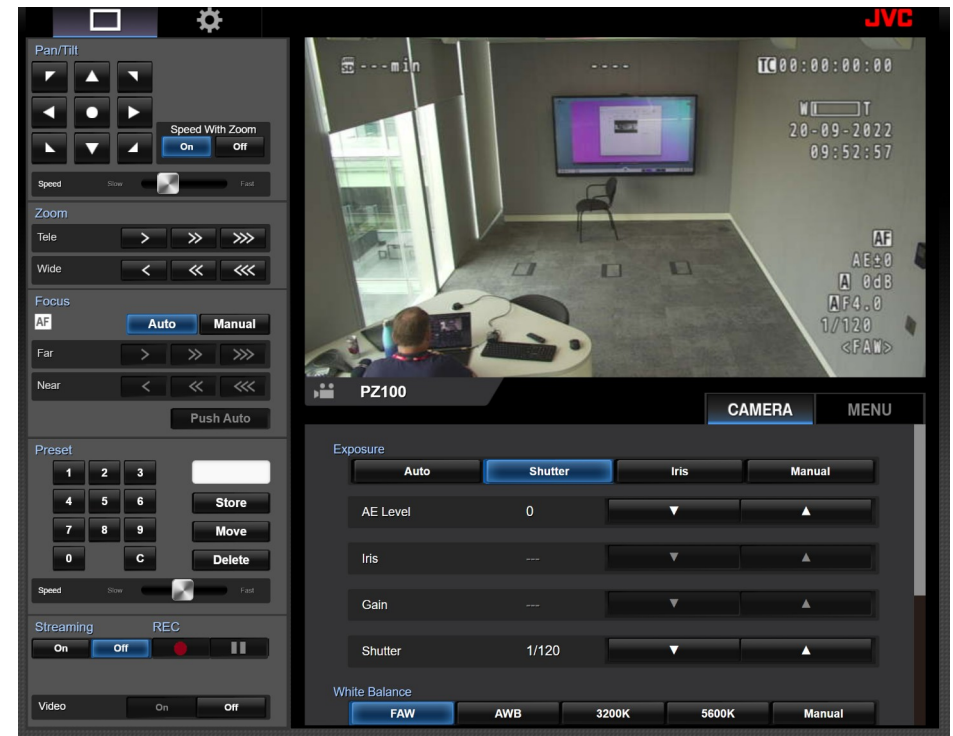 JVC
Pan/Tilt
Speed With Zoom
On Off
Speed Slow Fast
Zoom
Tele > >> >>>
Wide < << <<<
Focus
AF Auto Manual
Far > >> >>>
Near < << <<<
Push Auto
Preset
1 2 3
4 5 6 Store
7 8 9 Move
0 C Delete
Speed Slow Fast
Streaming REC
On Off
Video On Off
SD ---min ---- TC 00:00:00:00
W T
20-09-2022
09:52:57
AF
AE±0
A 0dB
A F4.0
1/120
<FAW>
PZ100
CAMERA MENU
Exposure
Auto Shutter Iris Manual
AE Level 0
Iris ---
Gain ---
Shutter 1/120
White Balance
FAW AWB 3200K 5600K Manual